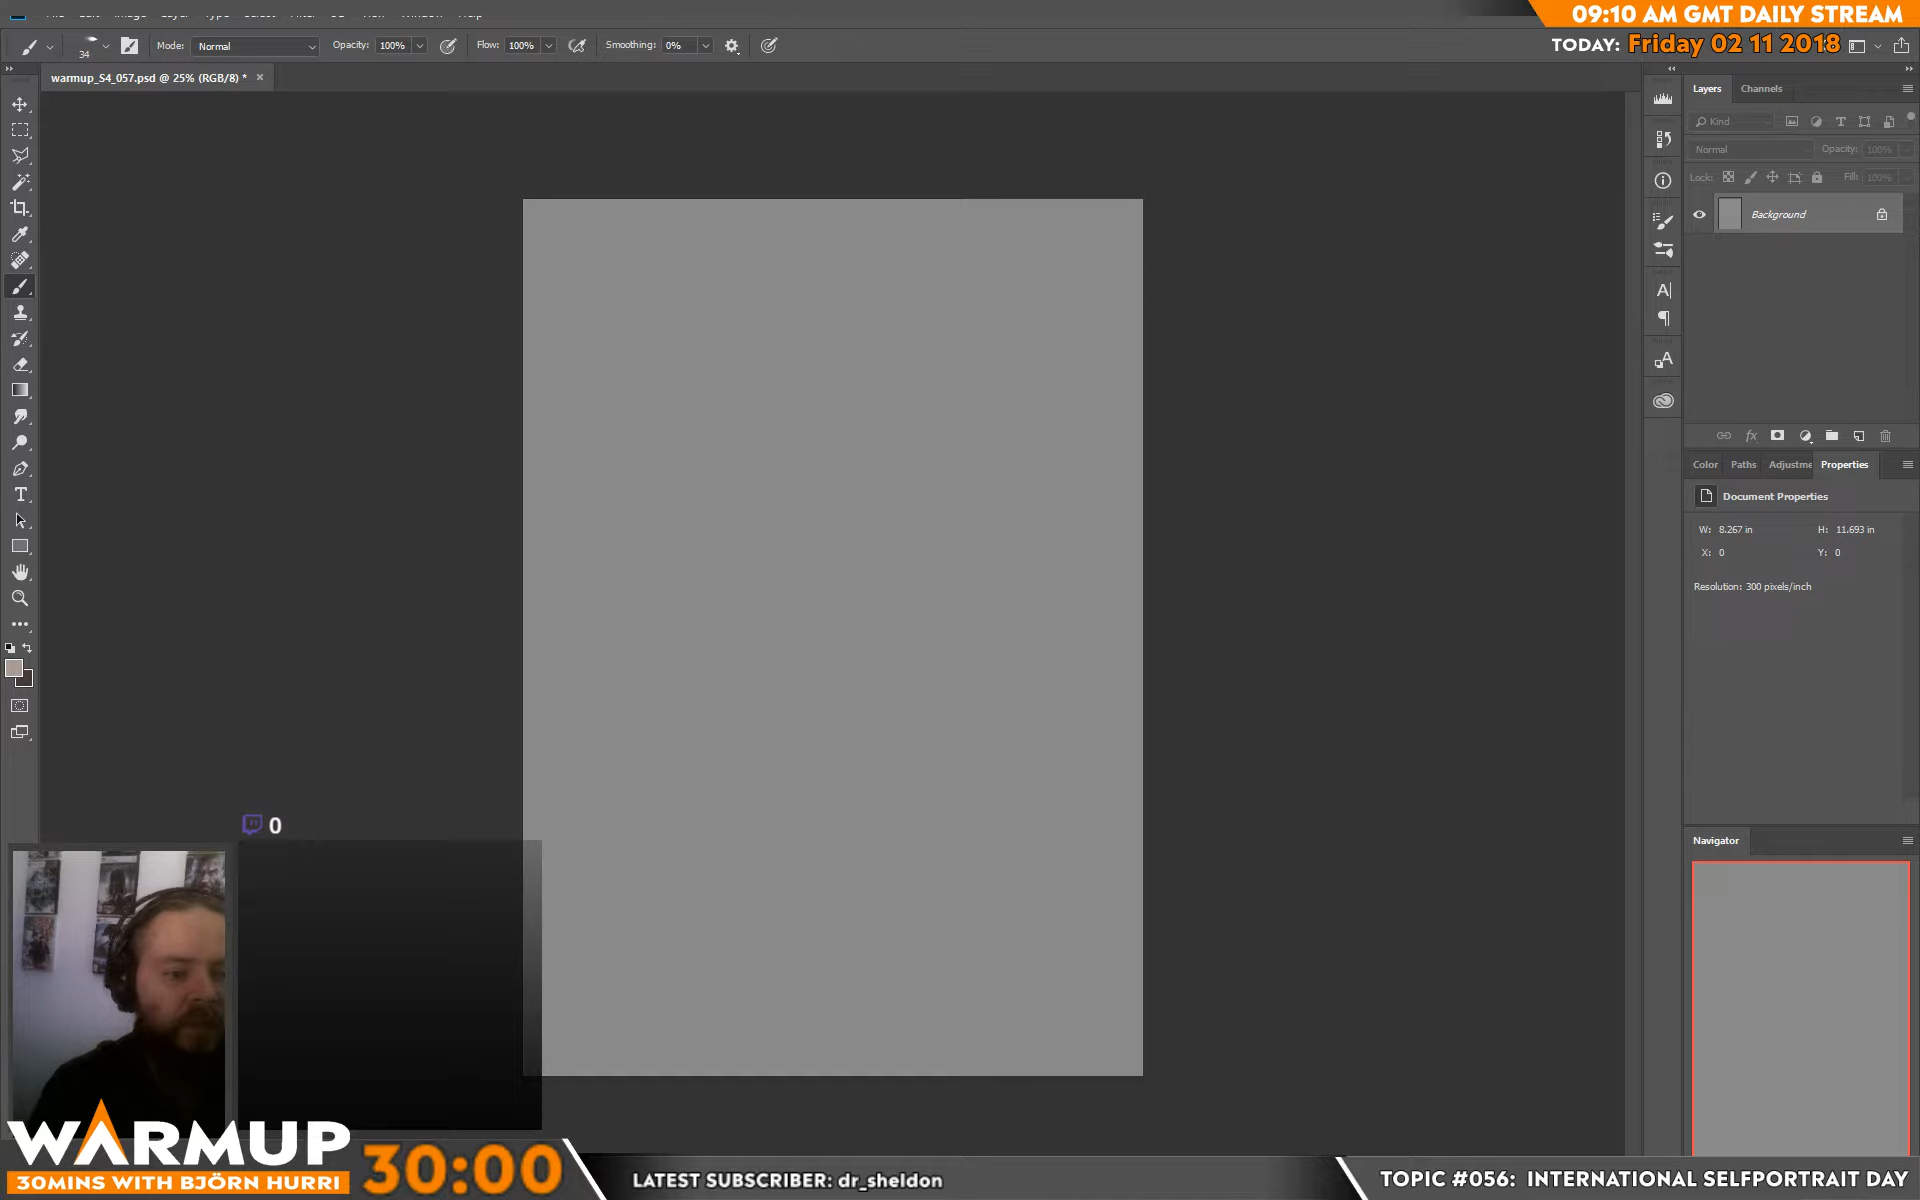 09:10 AM GMT DAILY STREAM
TODAY: Friday 02 11 2018
34
Mode: Normal
Opacity: 100%
Flow: 100%
Smoothing: 0%
warmup_S4_057.psd @ 25% (RGB/8) * ×
Layers Channels
Kind
Normal Opacity: 100%
Lock: Fill: 100%
Background
fx
Color Paths Adjustme Properties
Document Properties
W: 8.267 in H: 11.693 in
X: 0 Y: 0
Resolution: 300 pixels/inch
Navigator
0
WARMUP
30MINS WITH BJÖRN HURRI
30:00
LATEST SUBSCRIBER: dr_sheldon
TOPIC #056: INTERNATIONAL SELFPORTRAIT DAY